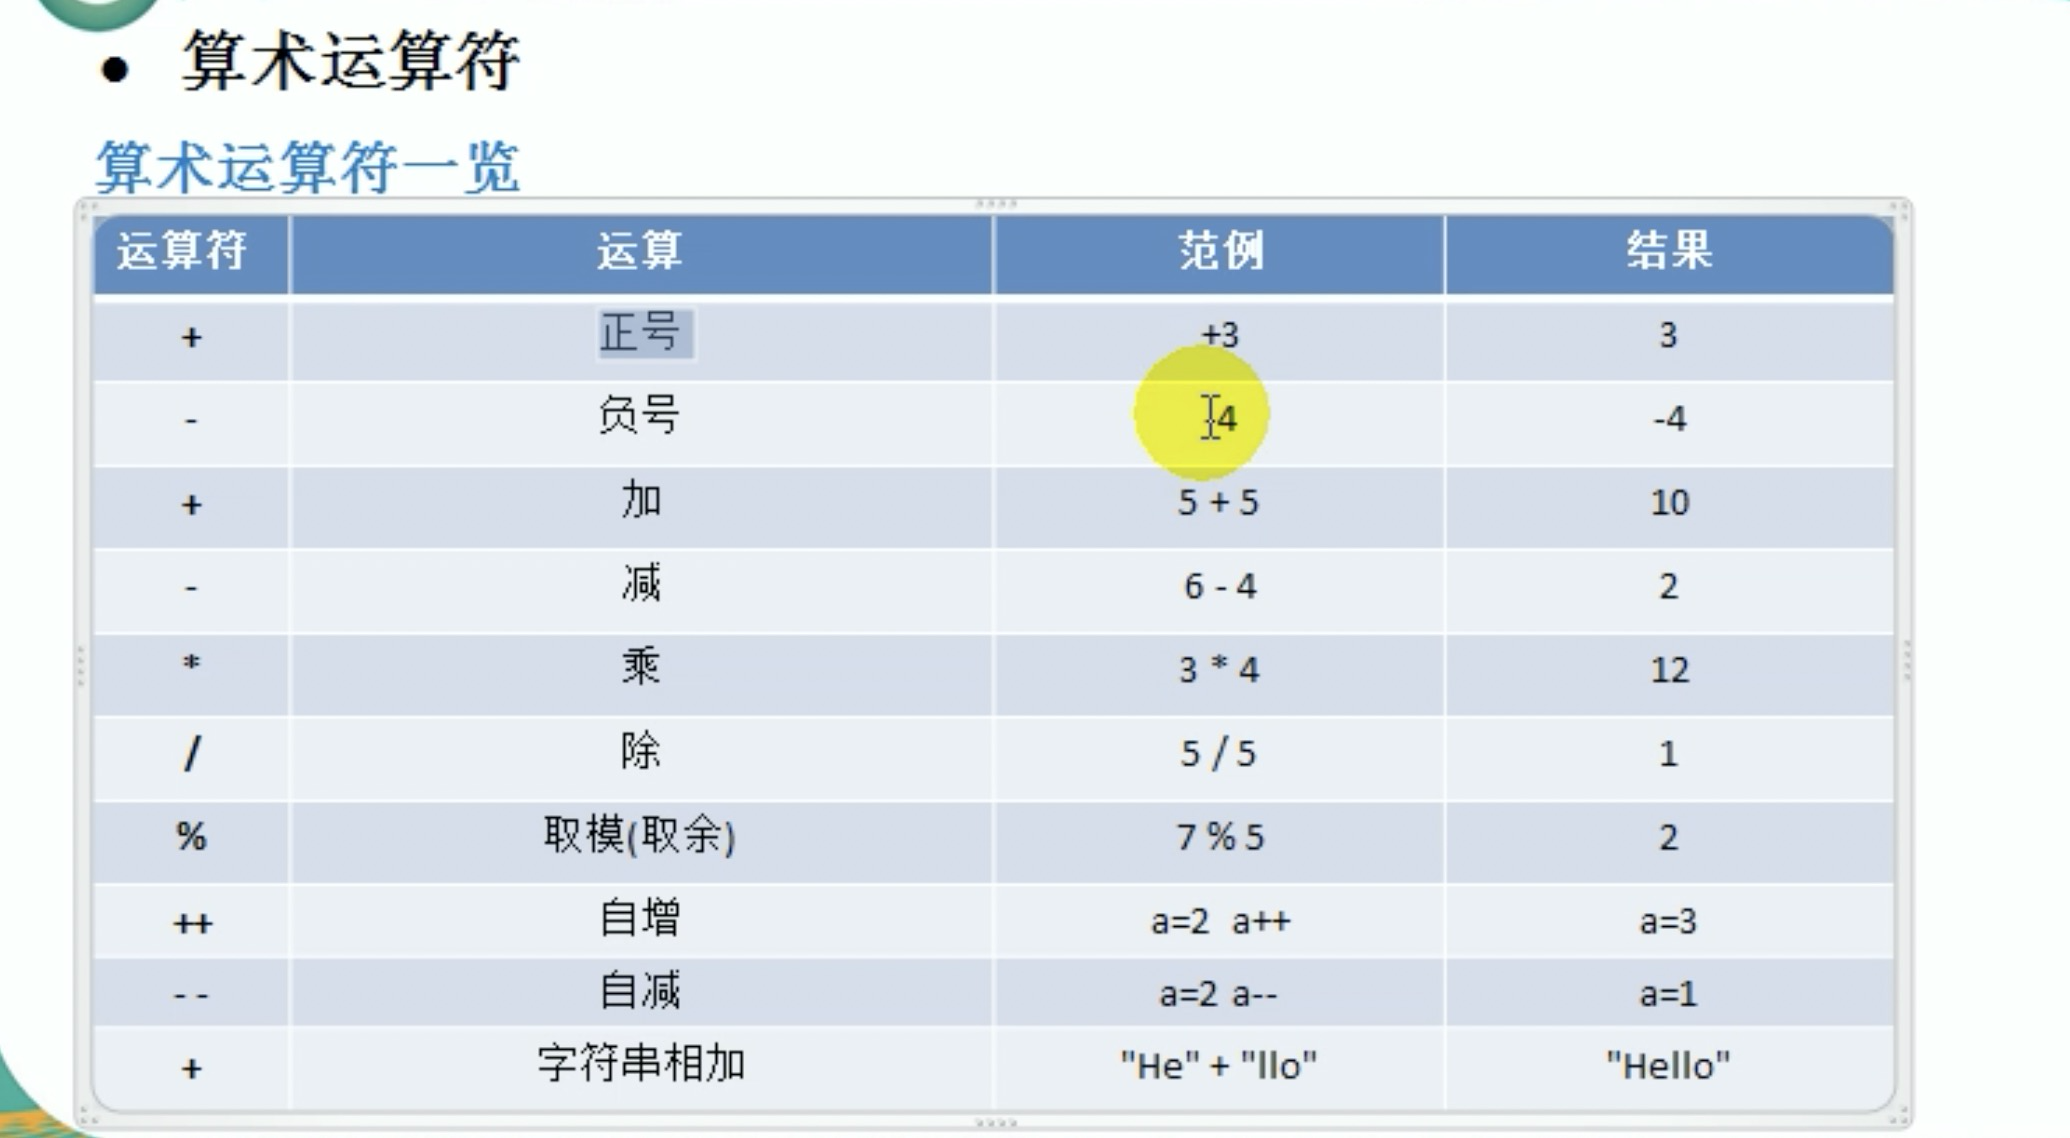 • 算术运算符
算术运算符一览
运算符 运算 范例 结果
+ 正号 +3 3
- 负号 -4 -4
+ 加 5 + 5 10
- 减 6 - 4 2
* 乘 3 * 4 12
/ 除 5 / 5 1
% 取模(取余) 7 % 5 2
++ 自增 a=2 a++ a=3
-- 自减 a=2 a-- a=1
+ 字符串相加 "He" + "llo" "Hello"